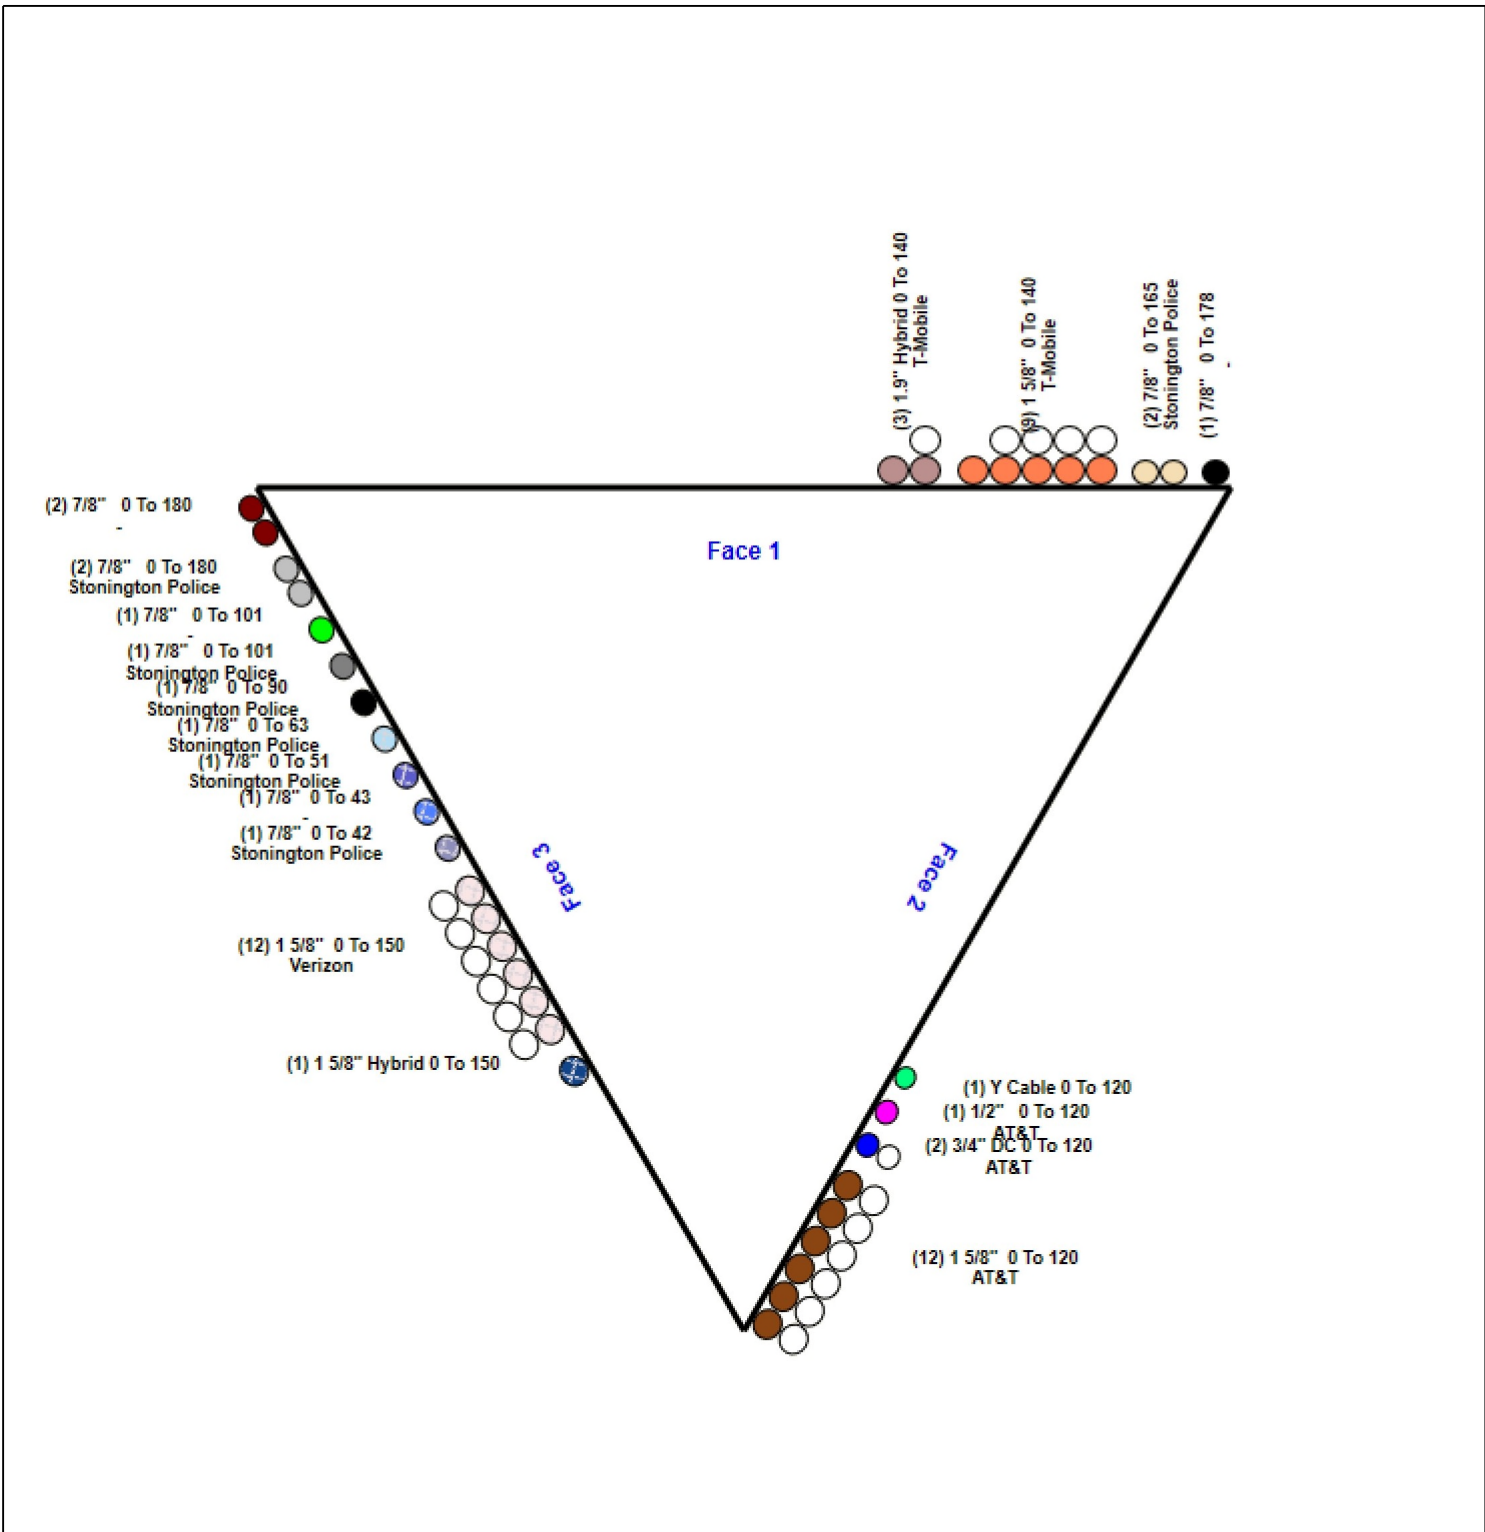 (3) 1.9" Hybrid 0 To 140
T-Mobile
(9) 1 5/8"  0 To 140
T-Mobile
(2) 7/8"  0 To 165
Stonington Police
(1) 7/8"  0 To 178
-
Face 1
(2) 7/8"  0 To 180
-
(2) 7/8"  0 To 180
Stonington Police
(1) 7/8"  0 To 101
-
(1) 7/8"  0 To 101
Stonington Police
(1) 7/8"  0 To 90
Stonington Police
(1) 7/8"  0 To 63
Stonington Police
(1) 7/8"  0 To 51
Stonington Police
(1) 7/8"  0 To 43
-
(1) 7/8"  0 To 42
Stonington Police
Face 3
Face 2
(12) 1 5/8"  0 To 150
Verizon
(1) 1 5/8" Hybrid 0 To 150
(1) Y Cable 0 To 120
(1) 1/2"  0 To 120
AT&T
(2) 3/4" DC 0 To 120
AT&T
(12) 1 5/8"  0 To 120
AT&T